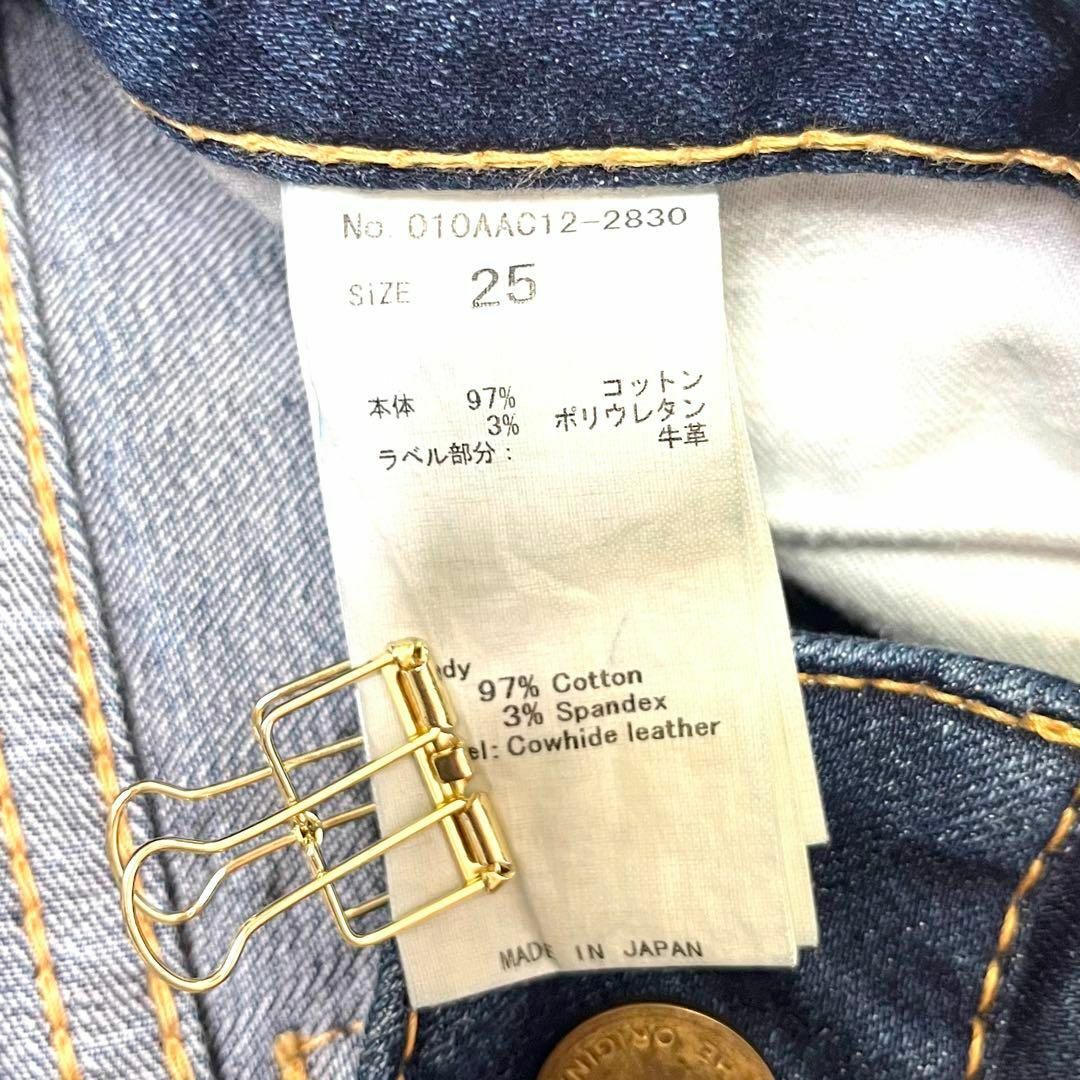 No. 010AAC12-2830
SiZE 25
本体 97% コットン
3% ポリウレタン
ラベル部分: 牛革
97% Cotton
3% Spandex
Cowhide leather
MADE IN JAPAN